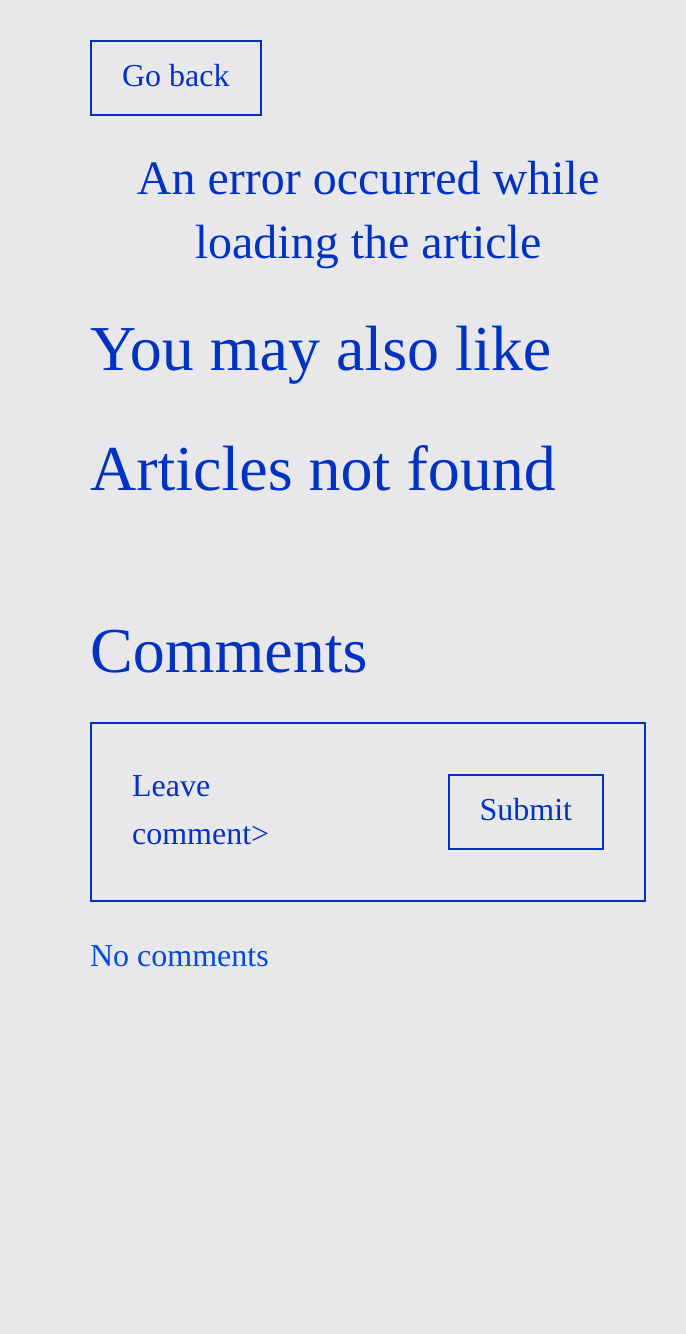 Go back
An error occurred while
loading the article
You may also like
Articles not found
Comments
Leave
comment>
Submit
No comments